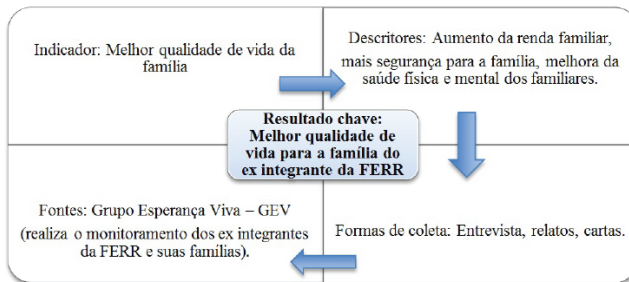 Indicador: Melhor qualidade de vida da
família
Descritores: Aumento da renda familiar,
mais segurança para a família, melhora da
saúde física e mental dos familiares.
Resultado chave:
Melhor qualidade de
vida para a família do
ex integrante da FERR
Fontes: Grupo Esperança Viva – GEV
(realiza o monitoramento dos ex integrantes
da FERR e suas famílias).
Formas de coleta: Entrevista, relatos, cartas.